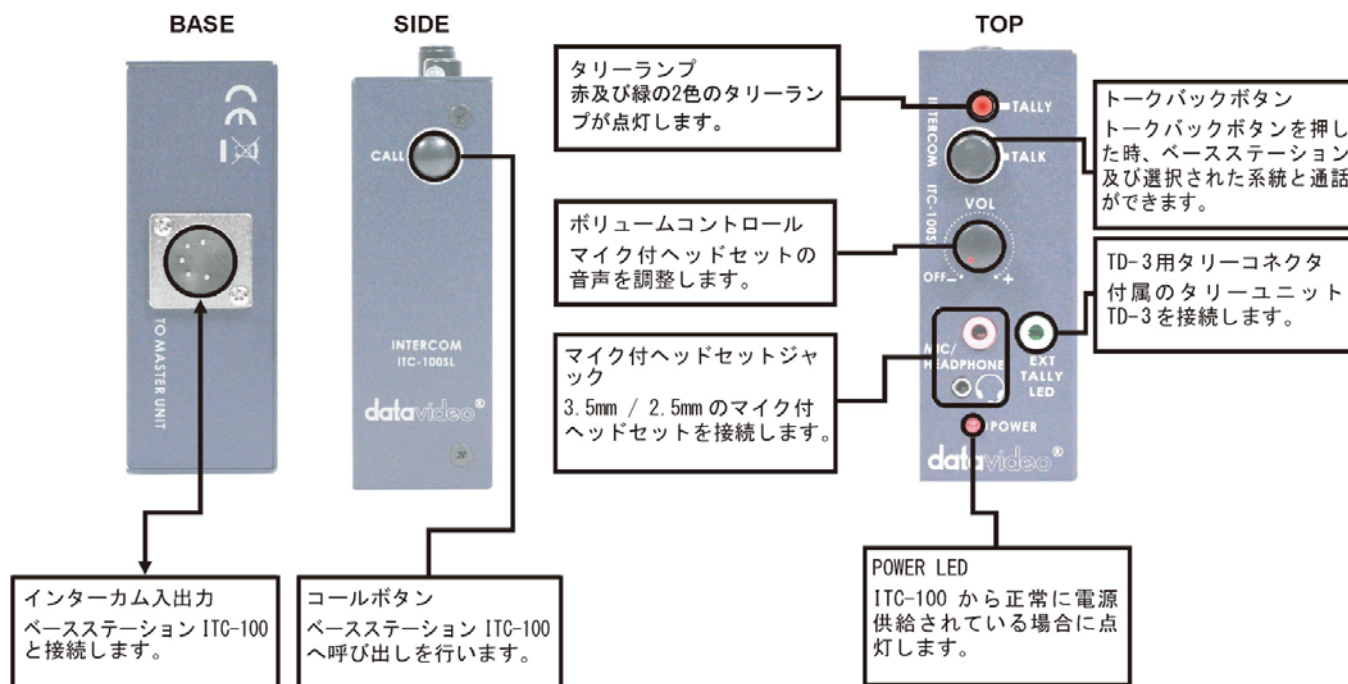 BASE
SIDE
TOP
TO MASTER UNIT
CALL
INTERCOM
ITC-100SL
datavideo®
タリーランプ
赤及び緑の2色のタリーラン
プが点灯します。
ボリュームコントロール
マイク付ヘッドセットの
音声を調整します。
マイク付ヘッドセットジャ
ック
3.5mm / 2.5mm のマイク付
ヘッドセットを接続します。
INTERCOM ITC-100SL
TALLY
TALK
VOL
OFF - +
MIC/
HEADPHONE
EXT
TALLY
LED
POWER
datavideo®
トークバックボタン
トークバックボタンを押し
た時、ベースステーション
及び選択された系統と通話
ができます。
TD-3用タリーコネクタ
付属のタリーユニット
TD-3を接続します。
インターカム入出力
ベースステーション ITC-100
と接続します。
コールボタン
ベースステーション ITC-100
へ呼び出しを行います。
POWER LED
ITC-100 から正常に電源
供給されている場合に点
灯します。